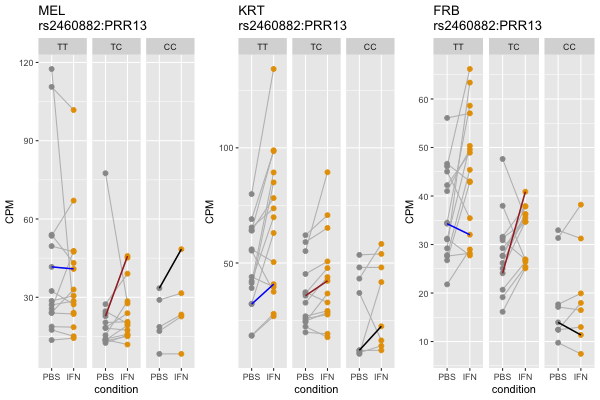 MEL
rs2460882:PRR13
TT TC CC
120
90
60
30
CPM
PBS IFN PBS IFN PBS IFN
condition
KRT
rs2460882:PRR13
TT TC CC
100
50
CPM
PBS IFN PBS IFN PBS IFN
condition
FRB
rs2460882:PRR13
TT TC CC
60
50
40
30
20
10
CPM
PBS IFN PBS IFN PBS IFN
condition